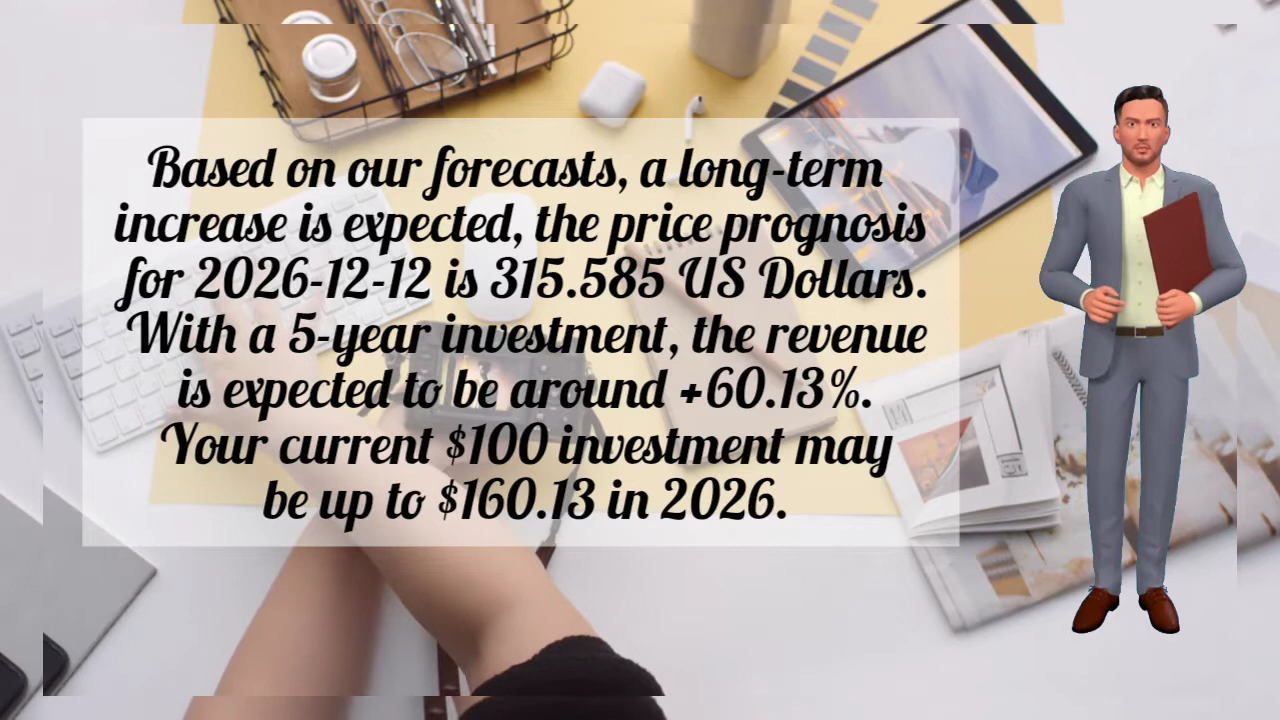 Based on our forecasts, a long-term
increase is expected, the price prognosis
for 2026-12-12 is 315.585 US Dollars.
With a 5-year investment, the revenue
is expected to be around +60.13%.
Your current $100 investment may
be up to $160.13 in 2026.